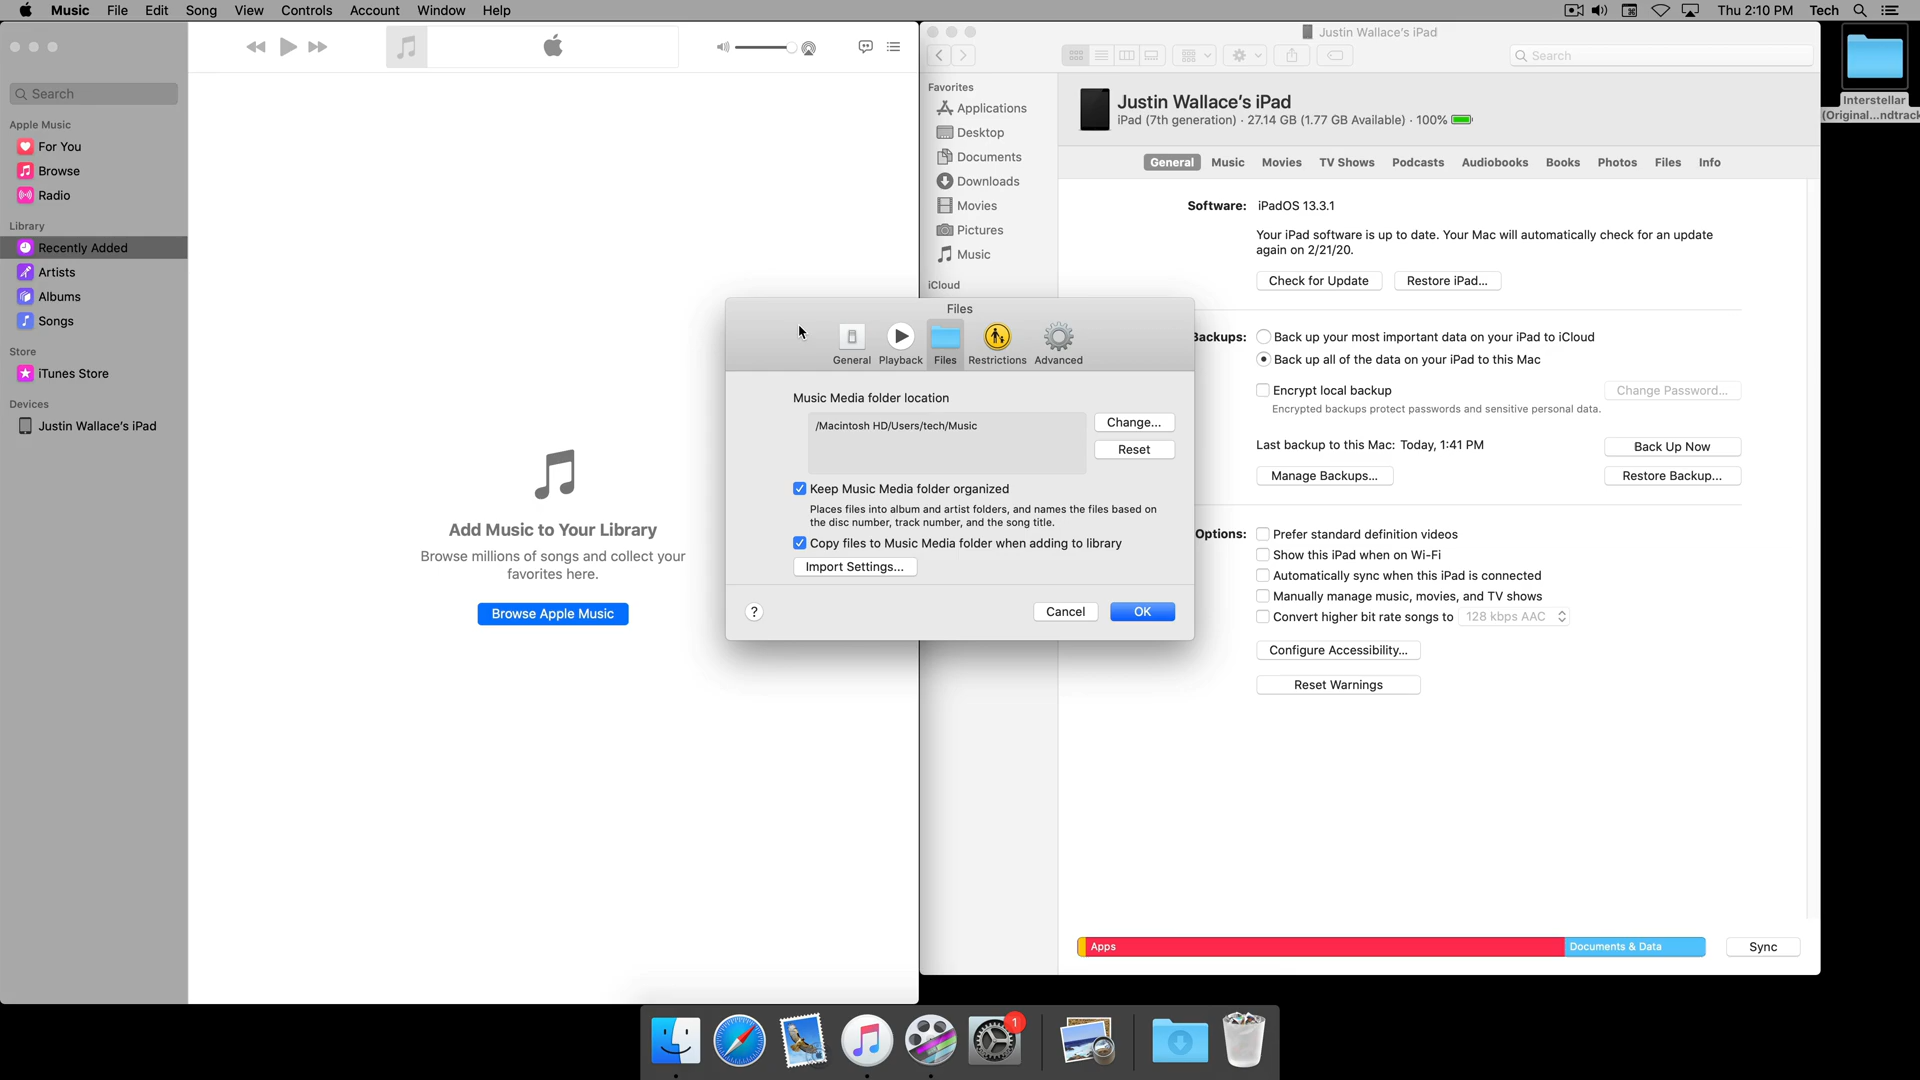 Music File Edit Song View Controls Account Window Help
Thu 2:10 PM Tech
Search
Apple Music
For You
Browse
Radio
Library
Recently Added
Artists
Albums
Songs
Store
iTunes Store
Devices
Justin Wallace's iPad
Add Music to Your Library
Browse millions of songs and collect your
favorites here.
Browse Apple Music
Justin Wallace's iPad
Search
Favorites
Applications
Desktop
Documents
Downloads
Movies
Pictures
Music
iCloud
Justin Wallace's iPad
iPad (7th generation) · 27.14 GB (1.77 GB Available) · 100%
General Music Movies TV Shows Podcasts Audiobooks Books Photos Files Info
Software: iPadOS 13.3.1
Your iPad software is up to date. Your Mac will automatically check for an update
again on 2/21/20.
Check for Update Restore iPad...
Backups: Back up your most important data on your iPad to iCloud
Back up all of the data on your iPad to this Mac
Encrypt local backup Change Password...
Encrypted backups protect passwords and sensitive personal data.
Last backup to this Mac: Today, 1:41 PM Back Up Now
Manage Backups... Restore Backup...
Options: Prefer standard definition videos
Show this iPad when on Wi-Fi
Automatically sync when this iPad is connected
Manually manage music, movies, and TV shows
Convert higher bit rate songs to 128 kbps AAC
Configure Accessibility...
Reset Warnings
Apps Documents & Data Sync
Files
General Playback Files Restrictions Advanced
Music Media folder location
/Macintosh HD/Users/tech/Music
Change...
Reset
Keep Music Media folder organized
Places files into album and artist folders, and names the files based on
the disc number, track number, and the song title.
Copy files to Music Media folder when adding to library
Import Settings...
? Cancel OK
Interstellar
(Original...ndtrack
1